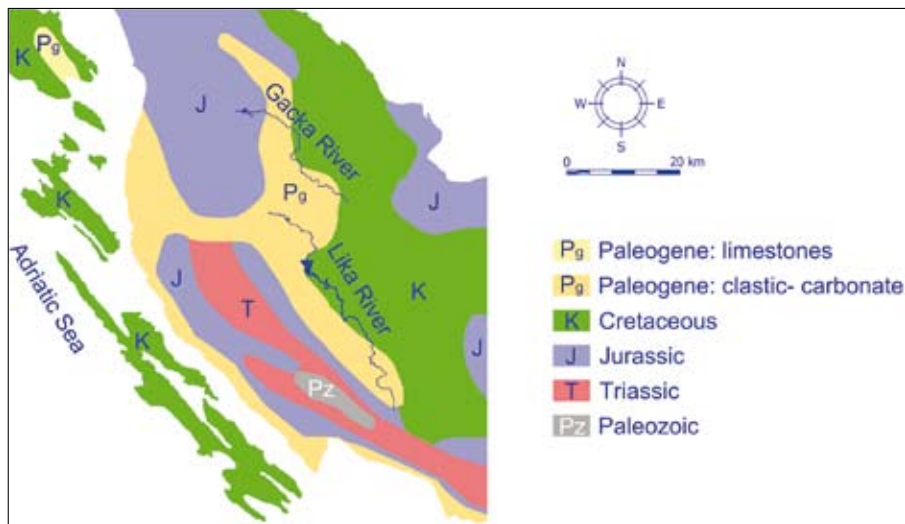 Pg
K
J
Gacka River
N
W E
S
0 20 km
K
Pg
J
Adriatic Sea
J
T
Lika River
K
K
J
Pz
Pg Paleogene: limestones
Pg Paleogene: clastic- carbonate
K Cretaceous
J Jurassic
T Triassic
Pz Paleozoic